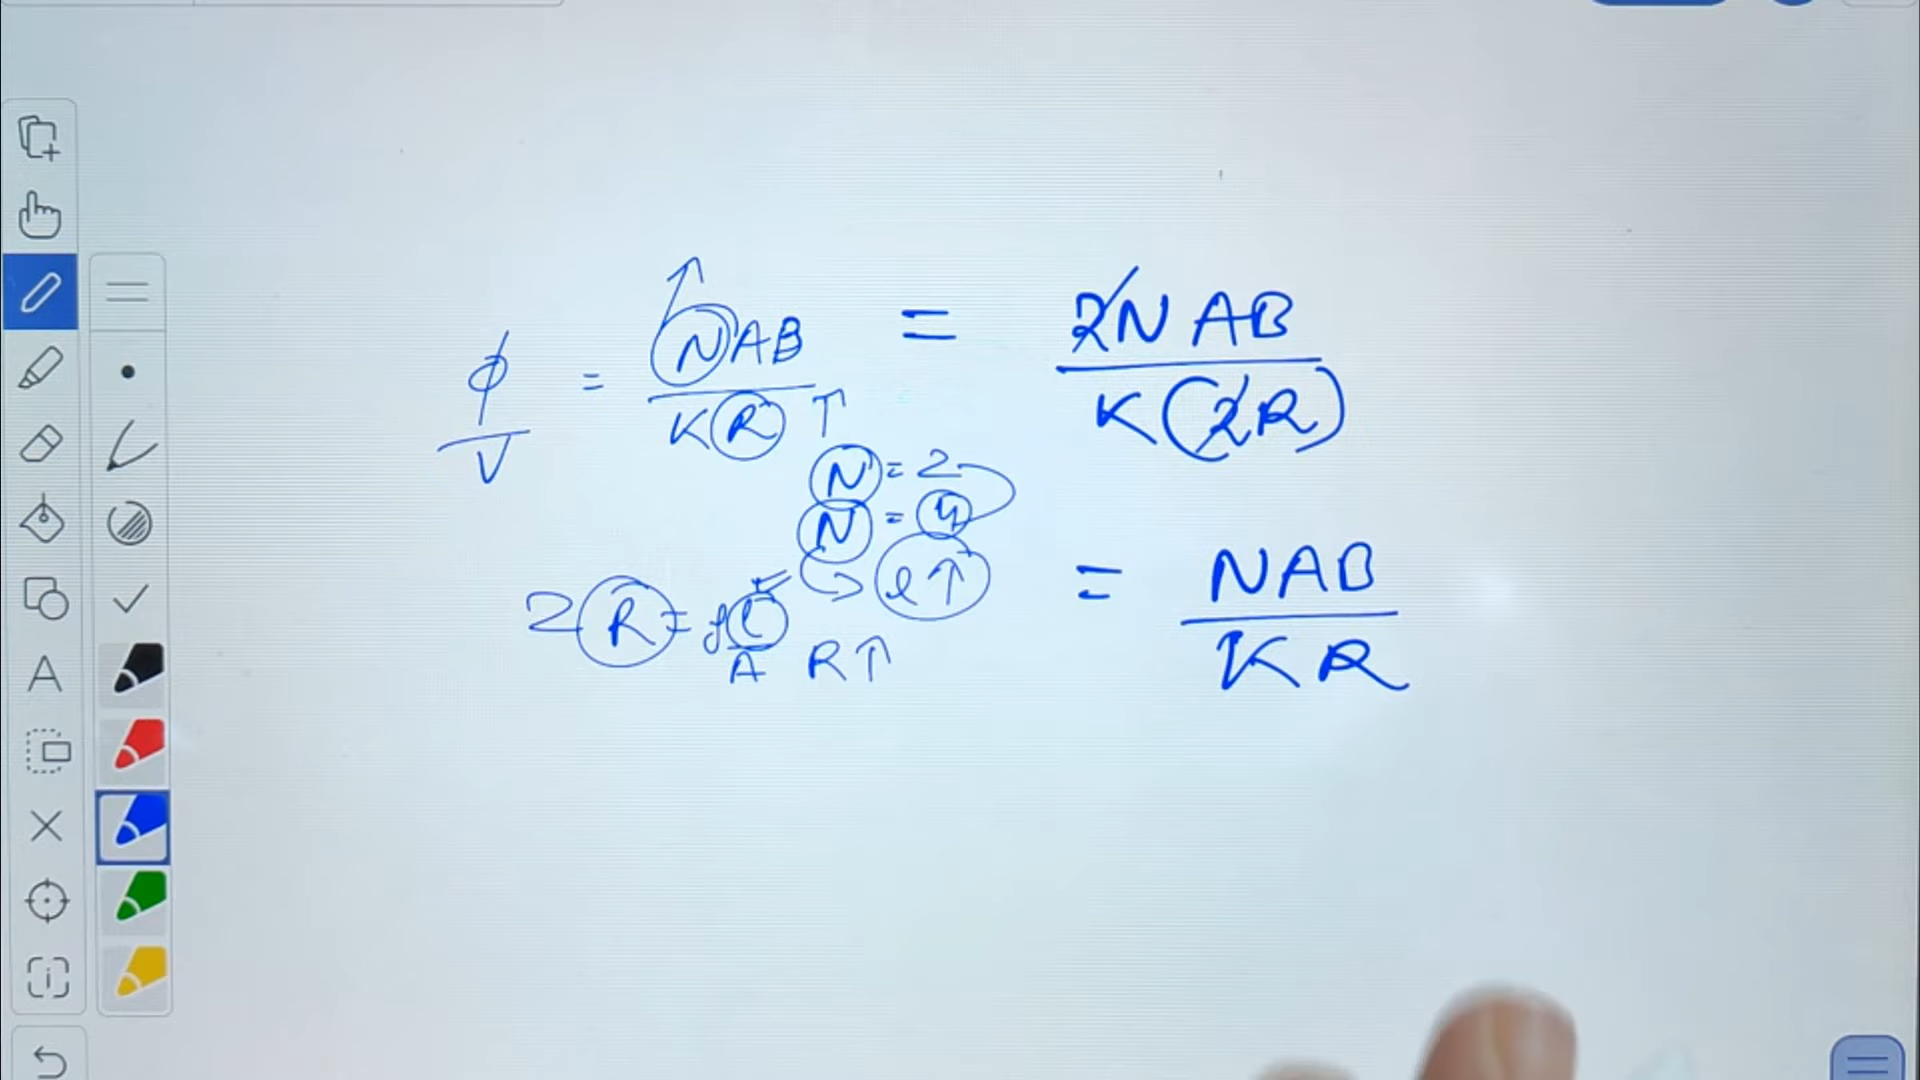 ϕ/V = NAB/KR ↑ = 2NAB/K(2R)
N = 2
N = 4
→ l↑
2R = ρl/A R↑
= NAB/KR
A